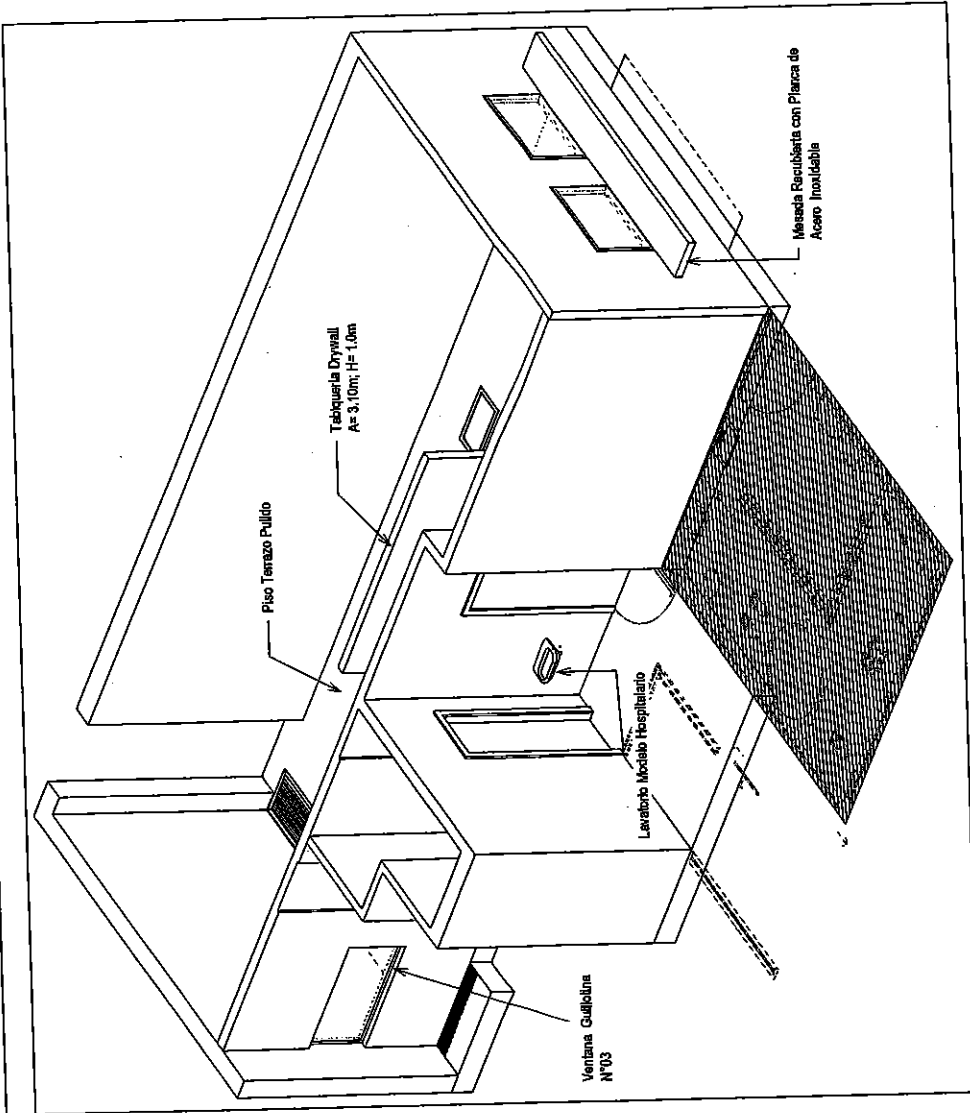 Mesada Recubierta con Planca de
Acero Inoxidable
Tabiqueria Drywall
A= 3.10m; H= 1.0m
Piso Terrazo Pulido
Lavatorio Modelo Hospitalario
Ventana Guillotina
N°03